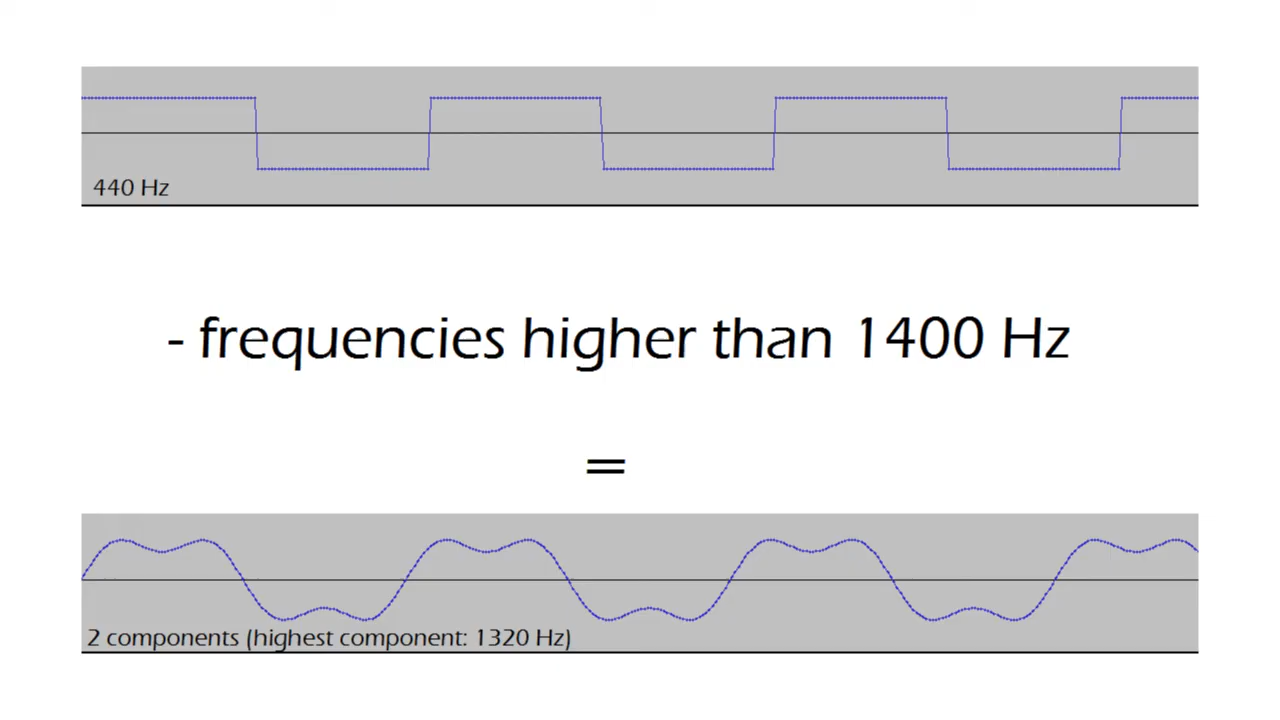 440 Hz
- frequencies higher than 1400 Hz
=
2 components (highest component: 1320 Hz)